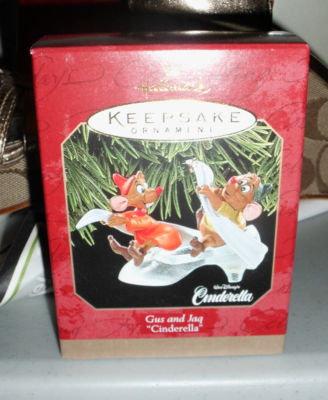 Hallmark
KEEPSAKE
ORNAMENT
WALT DISNEY'S
Cinderella
Gus and Jaq
"Cinderella"